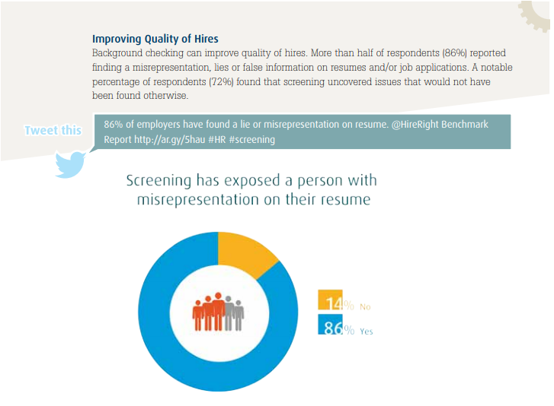 Improving Quality of Hires
Background checking can improve quality of hires. More than half of respondents (86%) reported
finding a misrepresentation, lies or false information on resumes and/or job applications. A notable
percentage of respondents (72%) found that screening uncovered issues that would not have
been found otherwise.
Tweet this
86% of employers have found a lie or misrepresentation on resume. @HireRight Benchmark
Report http://ar.gy/5hau #HR #screening
Screening has exposed a person with
misrepresentation on their resume
14% No
86% Yes